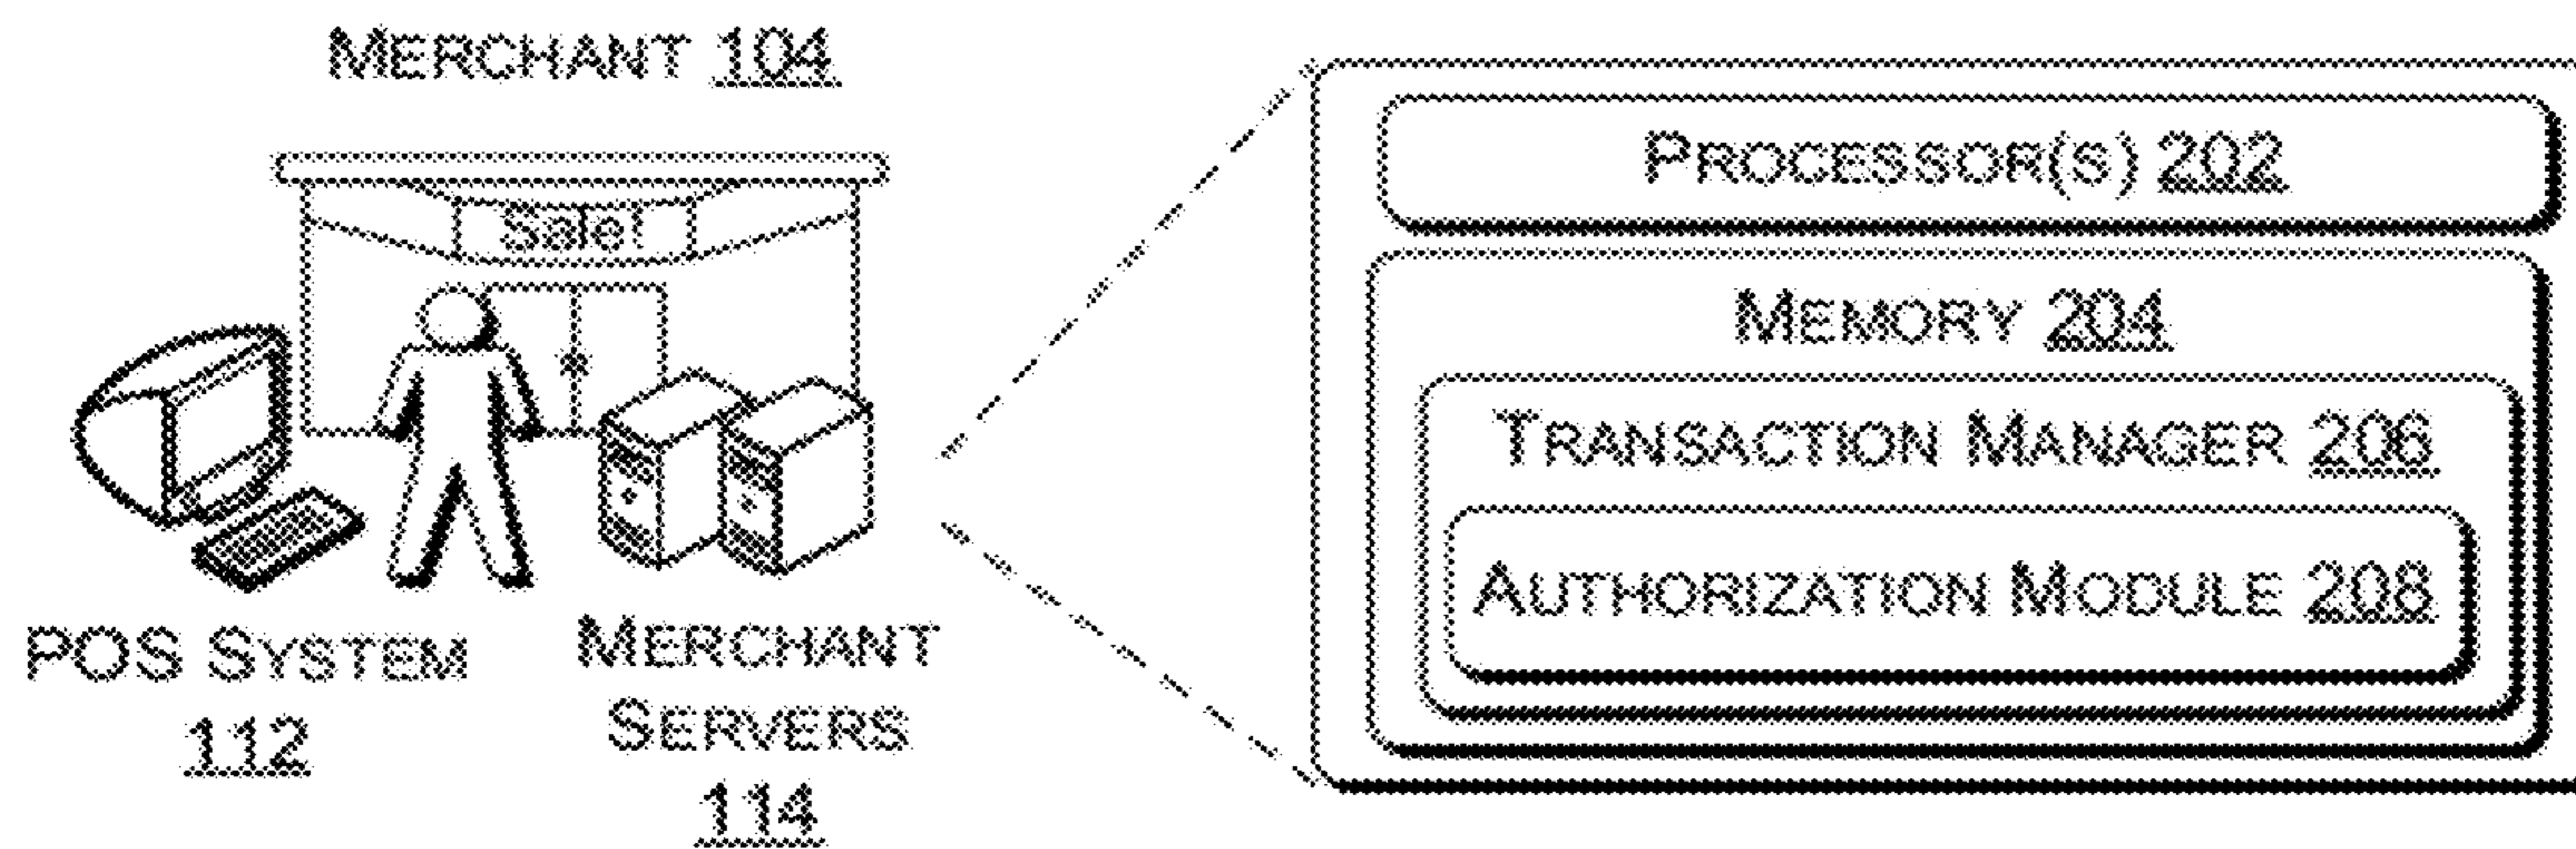 MERCHANT 104
Sale!
POS SYSTEM
112
MERCHANT
SERVERS
114
PROCESSOR(S) 202
MEMORY 204
TRANSACTION MANAGER 206
AUTHORIZATION MODULE 208